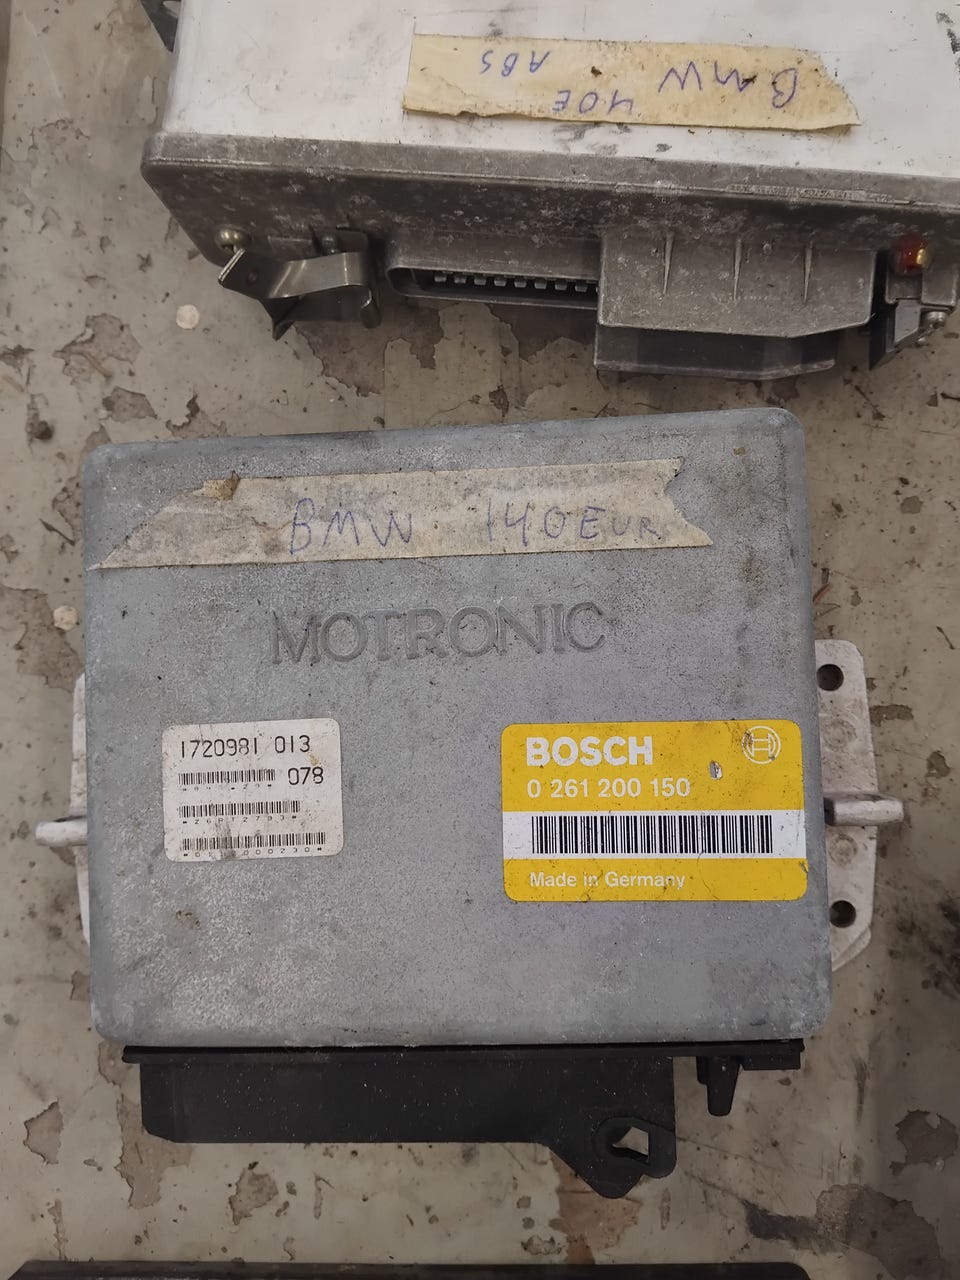 BMW 40E
ABS
BMW 140EUR
MOTRONIC
1720981 013
078
BOSCH
0 261 200 150
Made in Germany